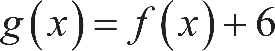 g(x) = f(x) + 6